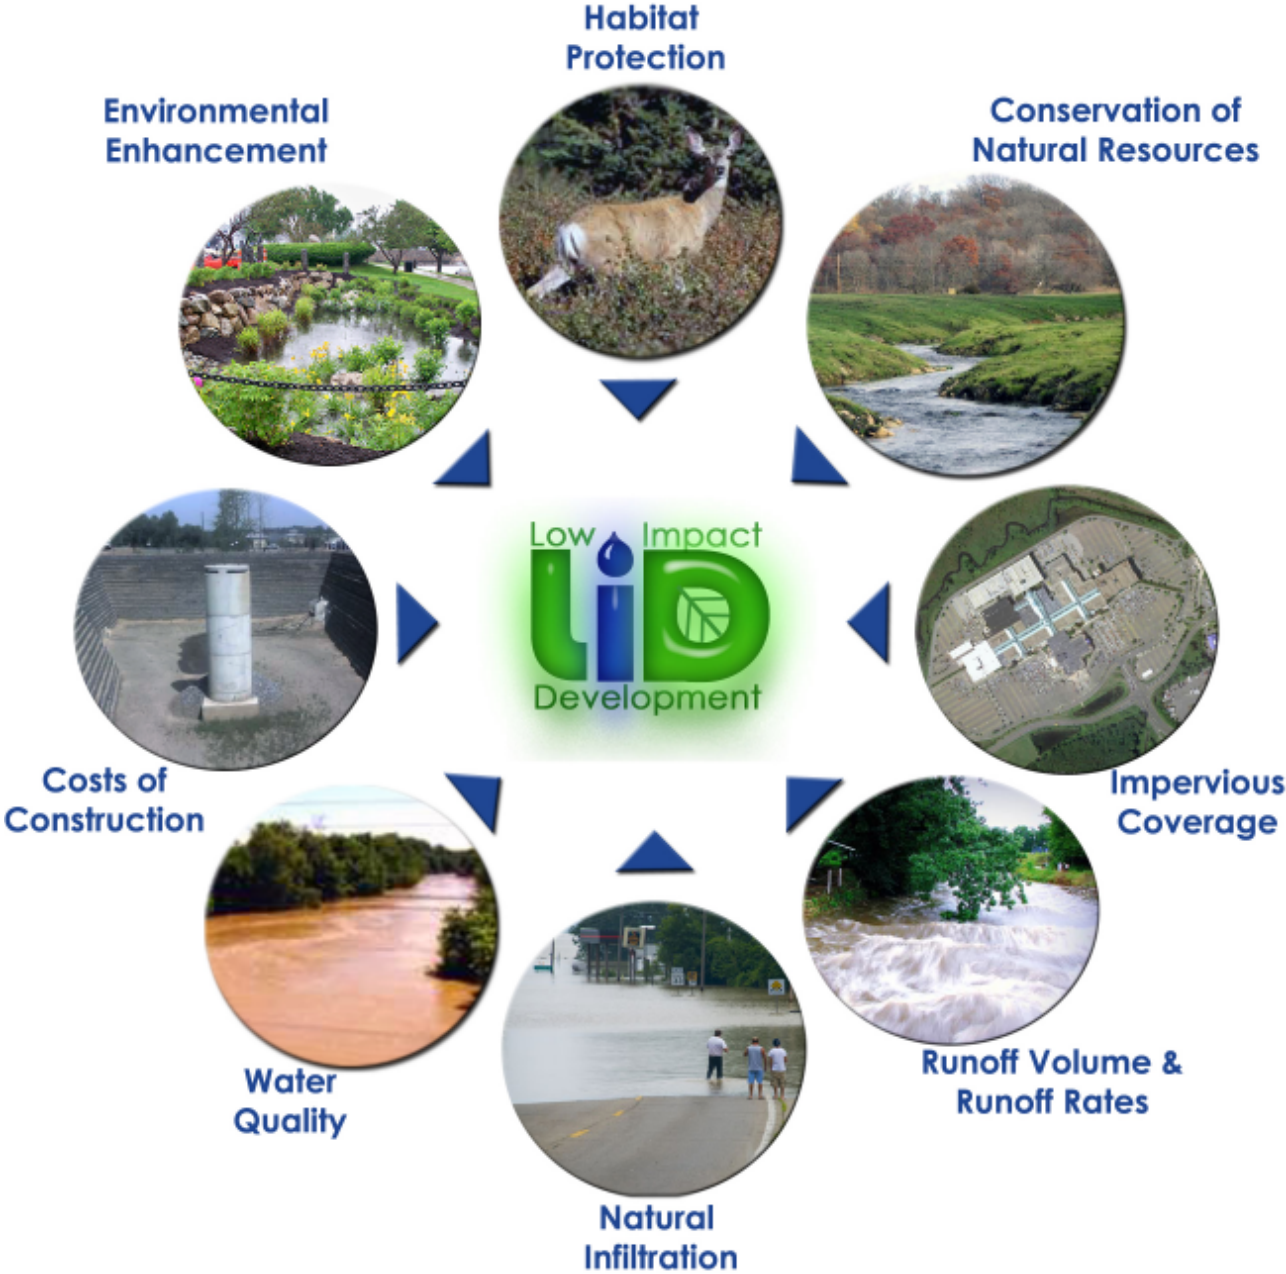 Habitat
Protection
Environmental
Enhancement
Conservation of
Natural Resources
Low Impact
LiD
Development
Costs of
Construction
Impervious
Coverage
Water
Quality
Runoff Volume &
Runoff Rates
Natural
Infiltration